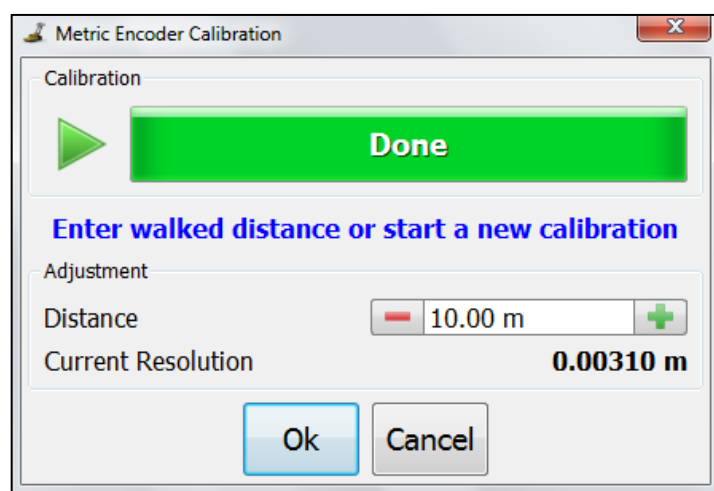 Metric Encoder Calibration
Calibration
Done
Enter walked distance or start a new calibration
Adjustment
Distance 10.00 m
Current Resolution 0.00310 m
Ok Cancel